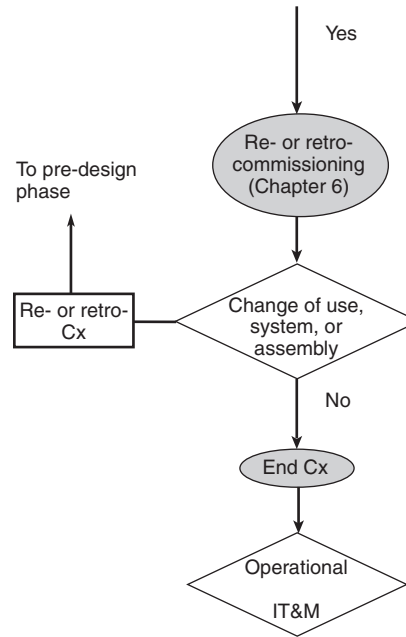 Yes
Re- or retro-
commissioning
(Chapter 6)
To pre-design
phase
Re- or retro-
Cx
Change of use,
system, or
assembly
No
End Cx
Operational
IT&M